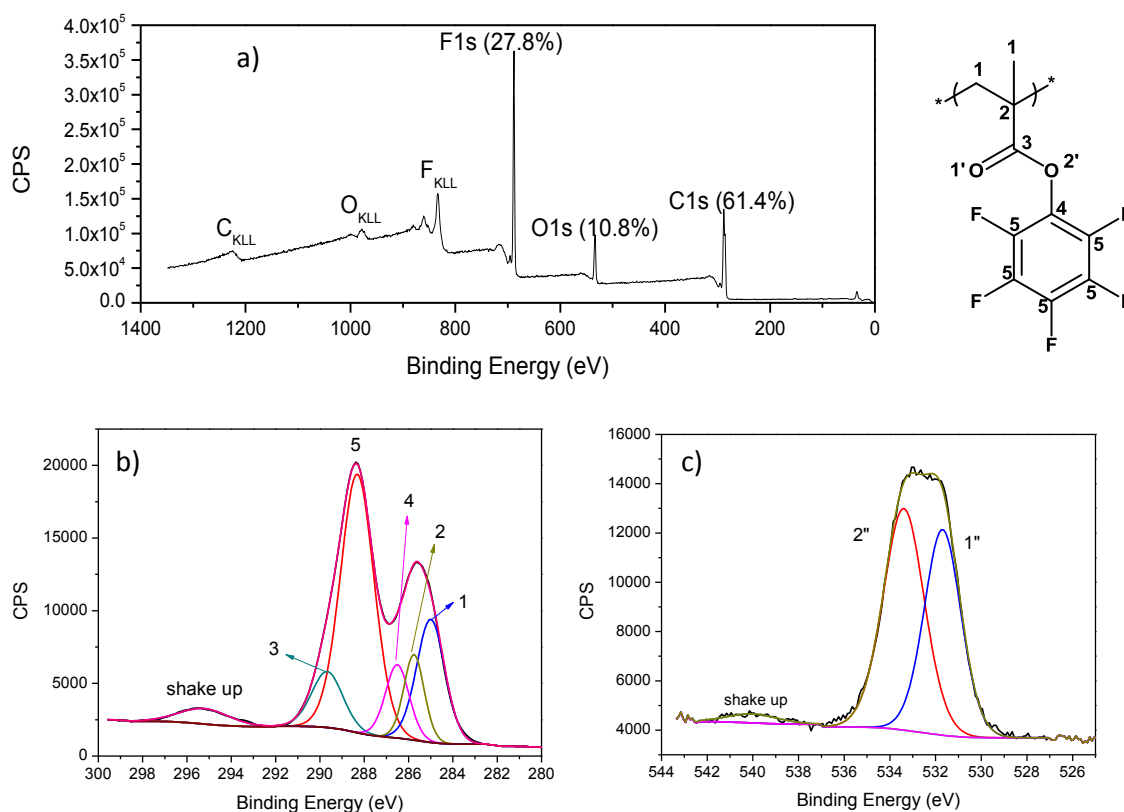 a)
F1s (27.8%)
O1s (10.8%)
C1s (61.4%)
C KLL
O KLL
F KLL
CPS
4.0x10^5
3.5x10^5
3.0x10^5
2.5x10^5
2.0x10^5
1.5x10^5
1.0x10^5
5.0x10^4
0.0
1400 1200 1000 800 600 400 200 0
Binding Energy (eV)
1
1
* ( ) *
2
3
1'O O 2'
4
F 5 5 F
5 5
F 5 F
F
b)
5
4
2
1
3
shake up
CPS
20000
15000
10000
5000
0
300 298 296 294 292 290 288 286 284 282 280
Binding Energy (eV)
c)
2"
1"
shake up
CPS
16000
14000
12000
10000
8000
6000
4000
544 542 540 538 536 534 532 530 528 526
Binding Energy (eV)